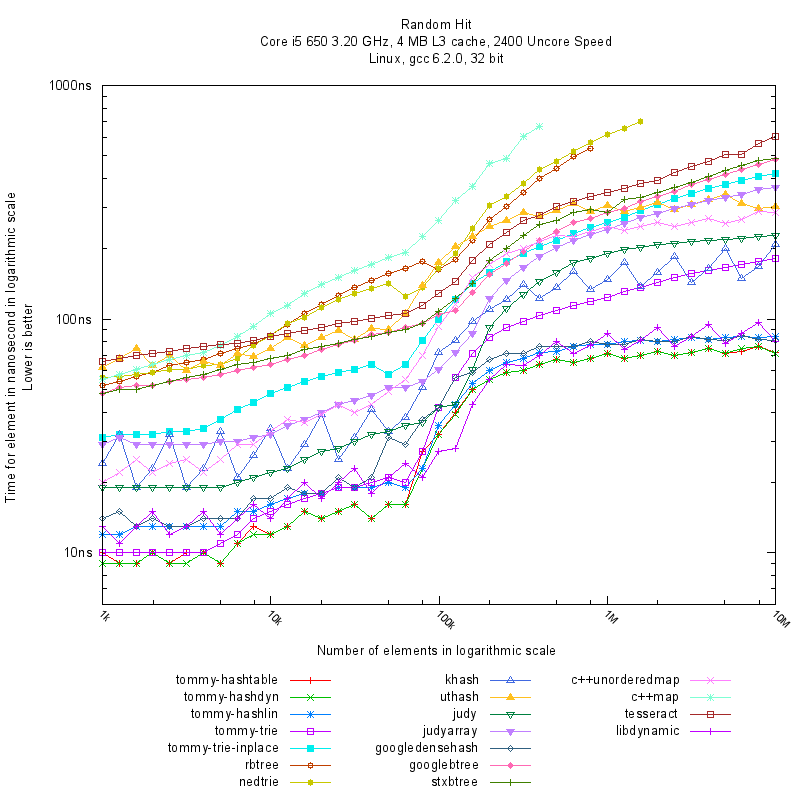 Random Hit
Core i5 650 3.20 GHz, 4 MB L3 cache, 2400 Uncore Speed
Linux, gcc 6.2.0, 32 bit
Time for element in nanosecond in logarithmic scale
Lower is better
1000ns
100ns
10ns
1k
10k
100k
1M
10M
Number of elements in logarithmic scale
tommy-hashtable
tommy-hashdyn
tommy-hashlin
tommy-trie
tommy-trie-inplace
rbtree
nedtrie
khash
uthash
judy
judyarray
googledensehash
googlebtree
stxbtree
c++unorderedmap
c++map
tesseract
libdynamic